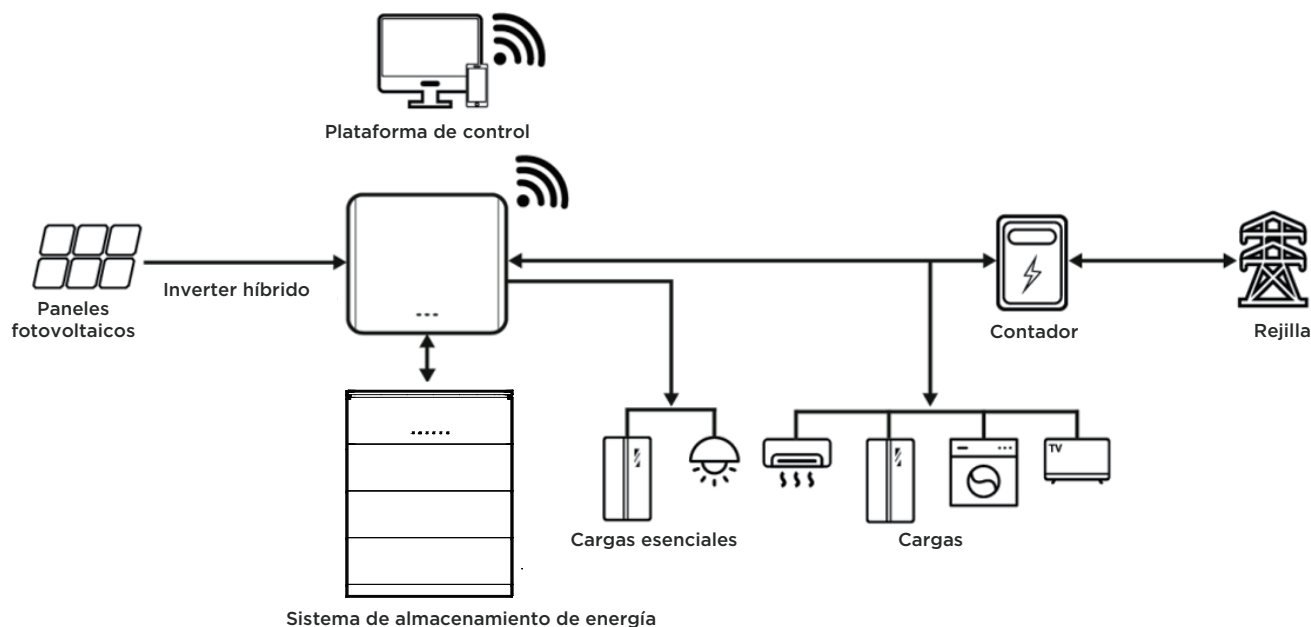 Plataforma de control
Inverter híbrido
Paneles
fotovoltaicos
Contador
Rejilla
TV
Cargas esenciales
Cargas
Sistema de almacenamiento de energía